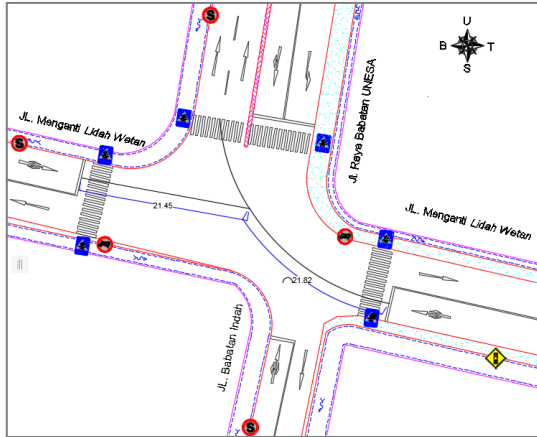 U
B T
S
S
JL. Menganti Lidah Wetan
S
Jl. Raya Babatan UNESA
JL. Menganti Lidah Wetan
21.45
21.82
JL. Babatan Indah
S